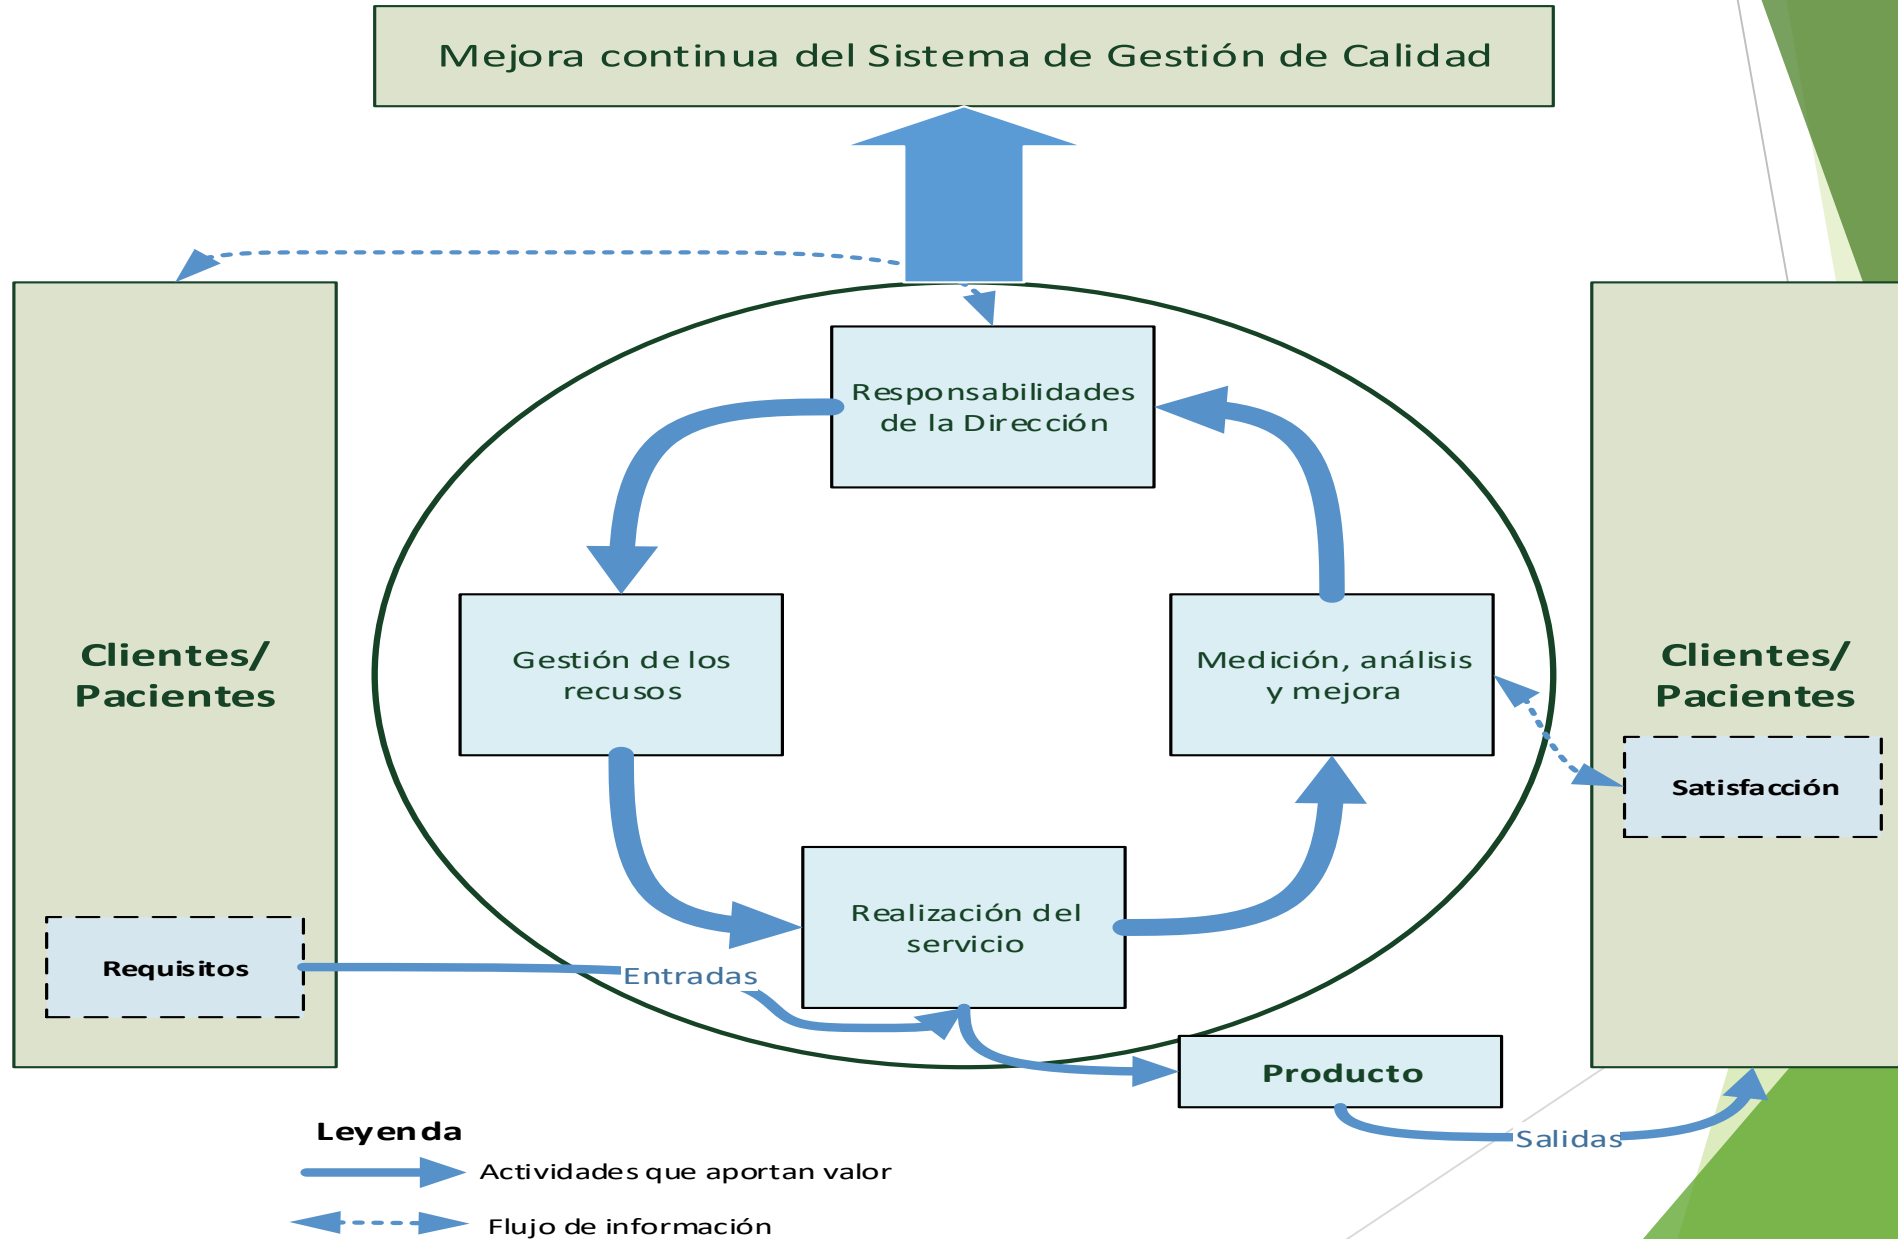 Mejora continua del Sistema de Gestión de Calidad
Responsabilidades
de la Dirección
Clientes/
Pacientes
Gestión de los
recusos
Medición, análisis
y mejora
Clientes/
Pacientes
Satisfacción
Realización del
servicio
Requisitos
Entradas
Producto
Salidas
Leyenda
Actividades que aportan valor
Flujo de información